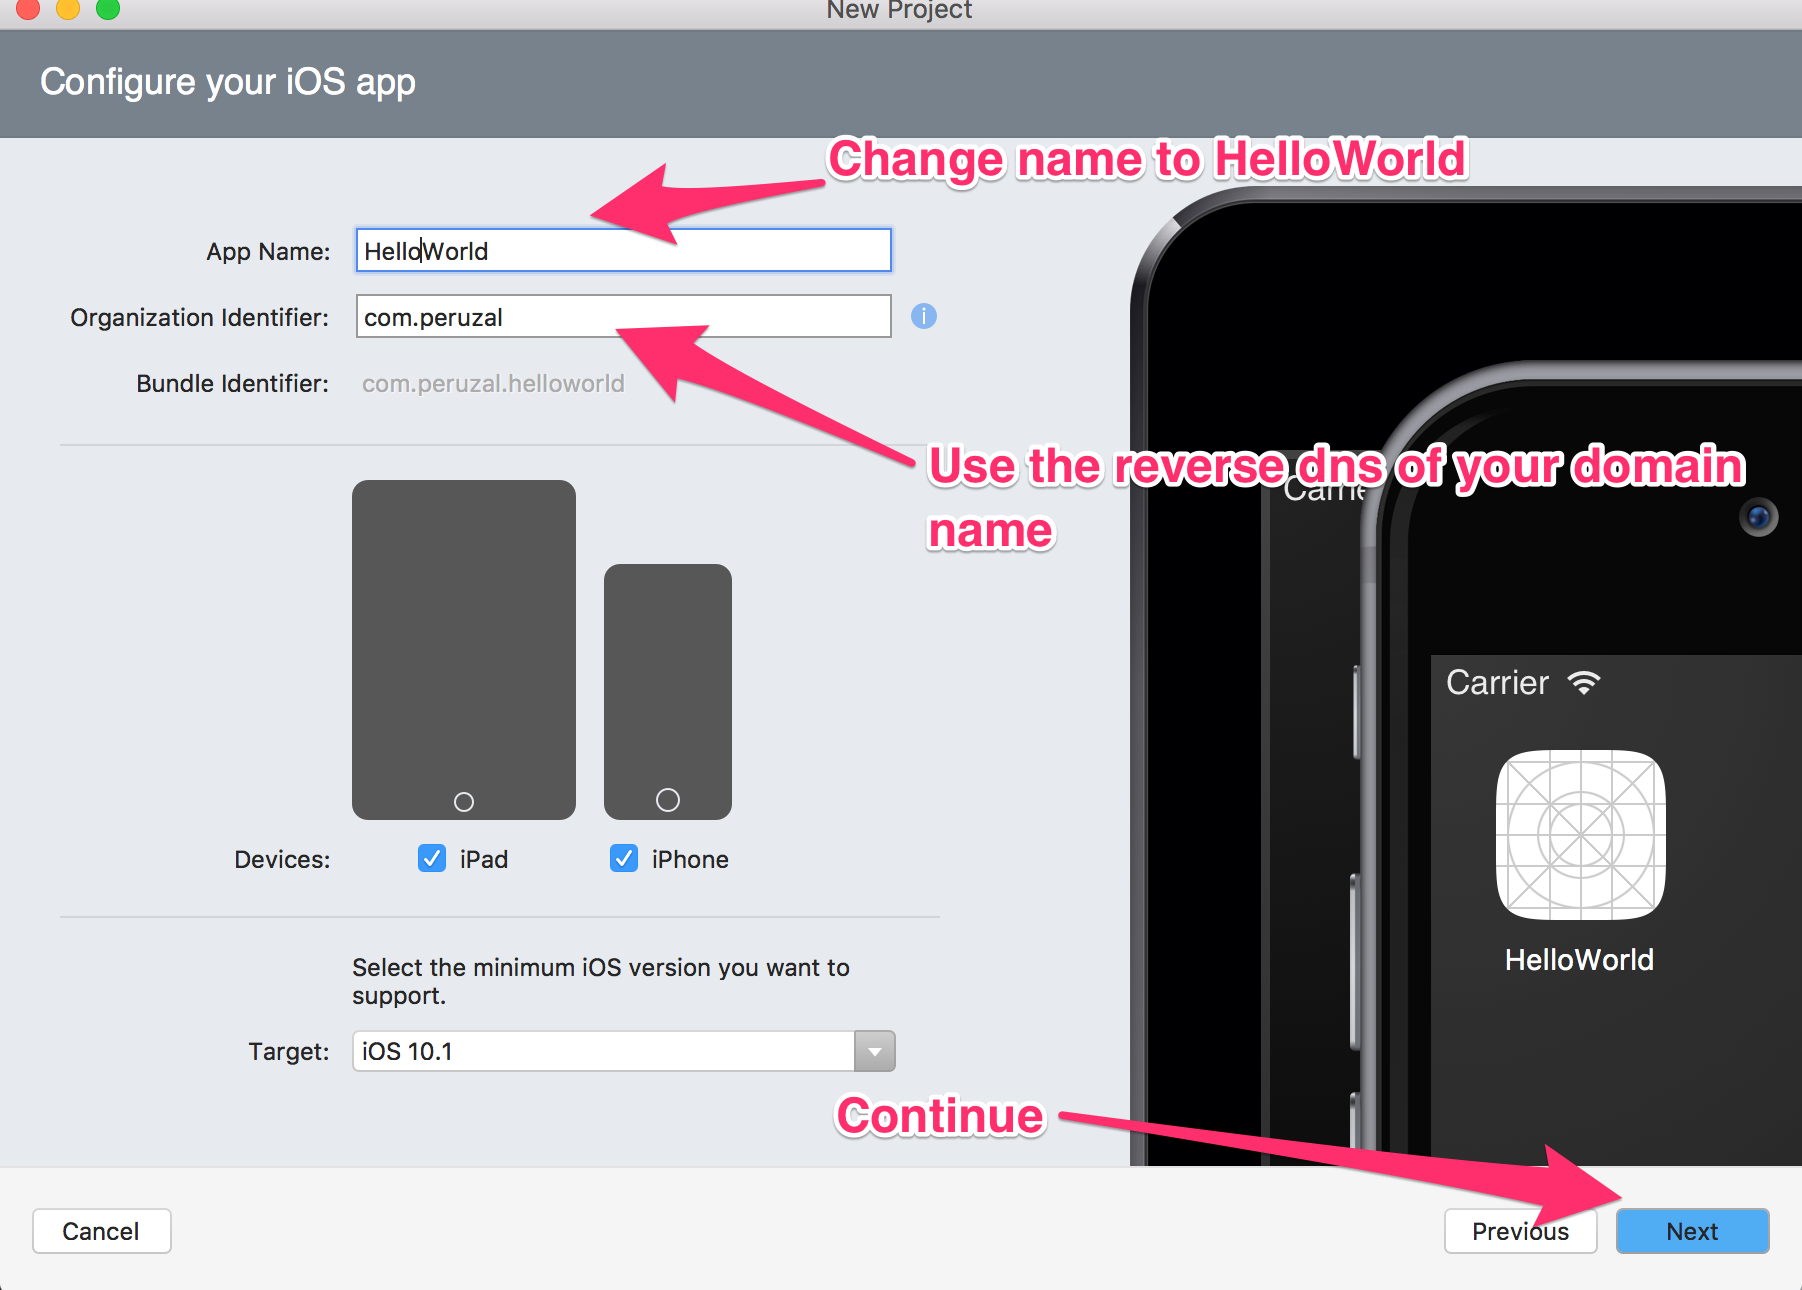 New Project
Configure your iOS app
Change name to HelloWorld
App Name: HelloWorld
Organization Identifier: com.peruzal
i
Bundle Identifier: com.peruzal.helloworld
Use the reverse dns of your domain
name
Carrier
HelloWorld
Devices: iPad iPhone
Select the minimum iOS version you want to
support.
Target: iOS 10.1
Continue
Cancel Previous Next